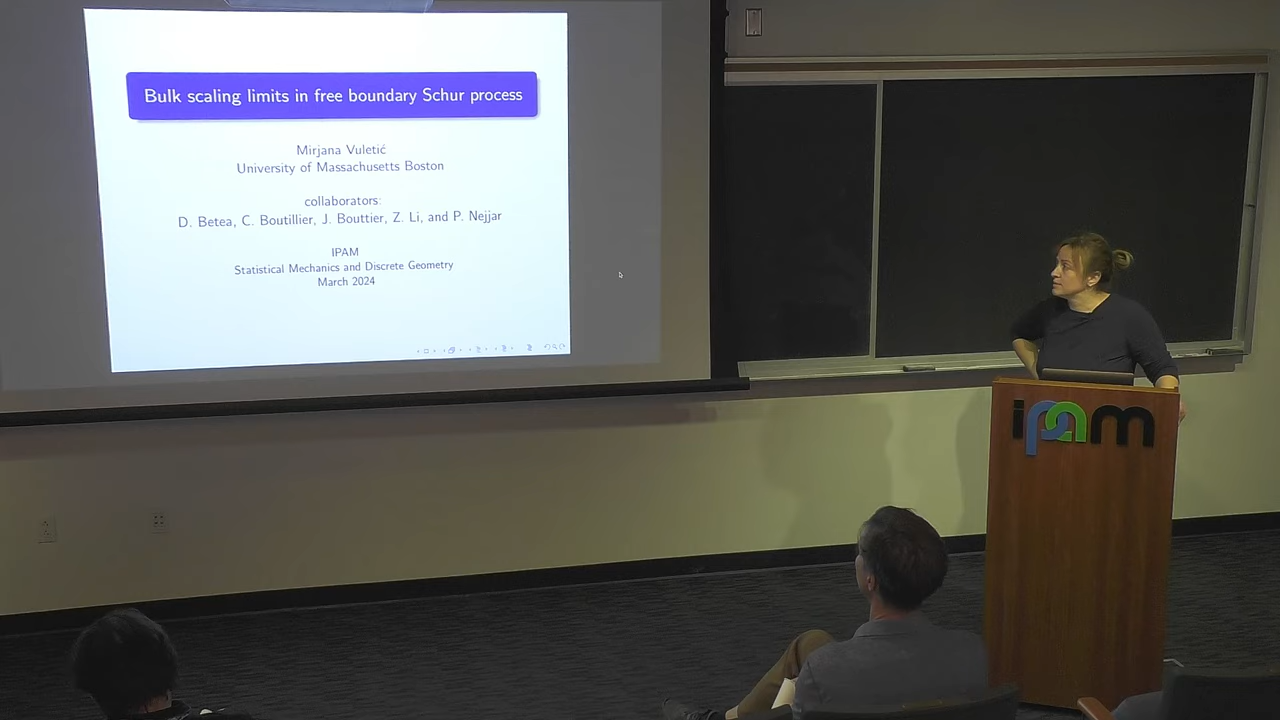 Bulk scaling limits in free boundary Schur process
Mirjana Vuletić
University of Massachusetts Boston
collaborators:
D. Betea, C. Boutillier, J. Bouttier, Z. Li, and P. Nejjar
IPAM
Statistical Mechanics and Discrete Geometry
March 2024
ipam